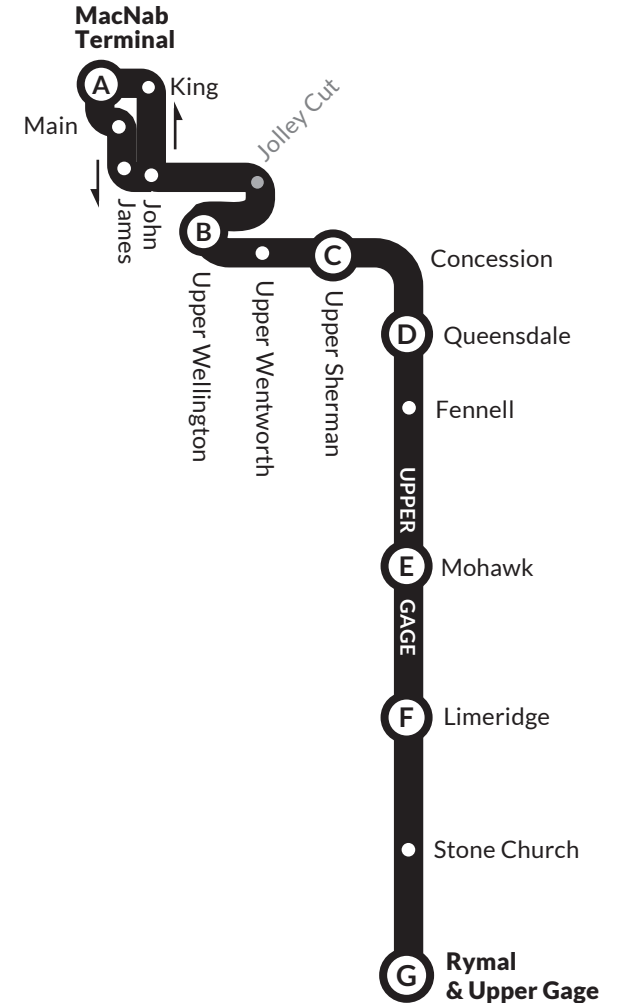 MacNab
Terminal
A
King
Main
Jolley Cut
James
John
B
C
Concession
Upper Wellington
Upper Wentworth
Upper Sherman
D
Queensdale
Fennell
UPPER
E
Mohawk
GAGE
F
Limeridge
Stone Church
G
Rymal
& Upper Gage